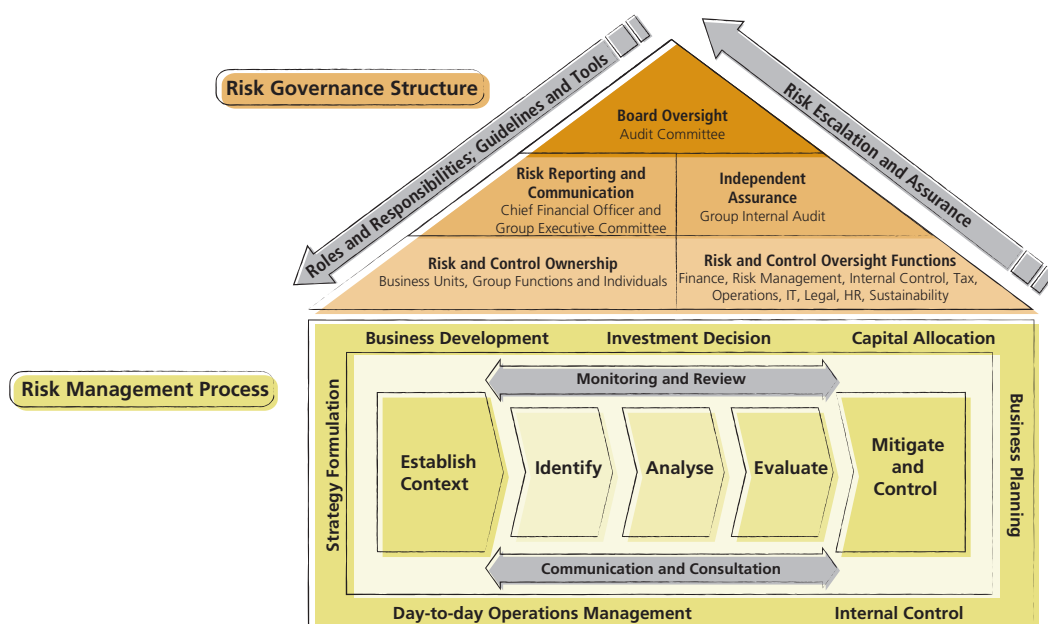 Risk Governance Structure
Roles and Responsibilities; Guidelines and Tools
Risk Escalation and Assurance
Board Oversight
Audit Committee
Risk Reporting and
Communication
Chief Financial Officer and
Group Executive Committee
Independent
Assurance
Group Internal Audit
Risk and Control Ownership
Business Units, Group Functions and Individuals
Risk and Control Oversight Functions
Finance, Risk Management, Internal Control, Tax,
Operations, IT, Legal, HR, Sustainability
Risk Management Process
Business Development
Investment Decision
Capital Allocation
Strategy Formulation
Monitoring and Review
Establish
Context
Identify
Analyse
Evaluate
Mitigate
and
Control
Business Planning
Communication and Consultation
Day-to-day Operations Management
Internal Control